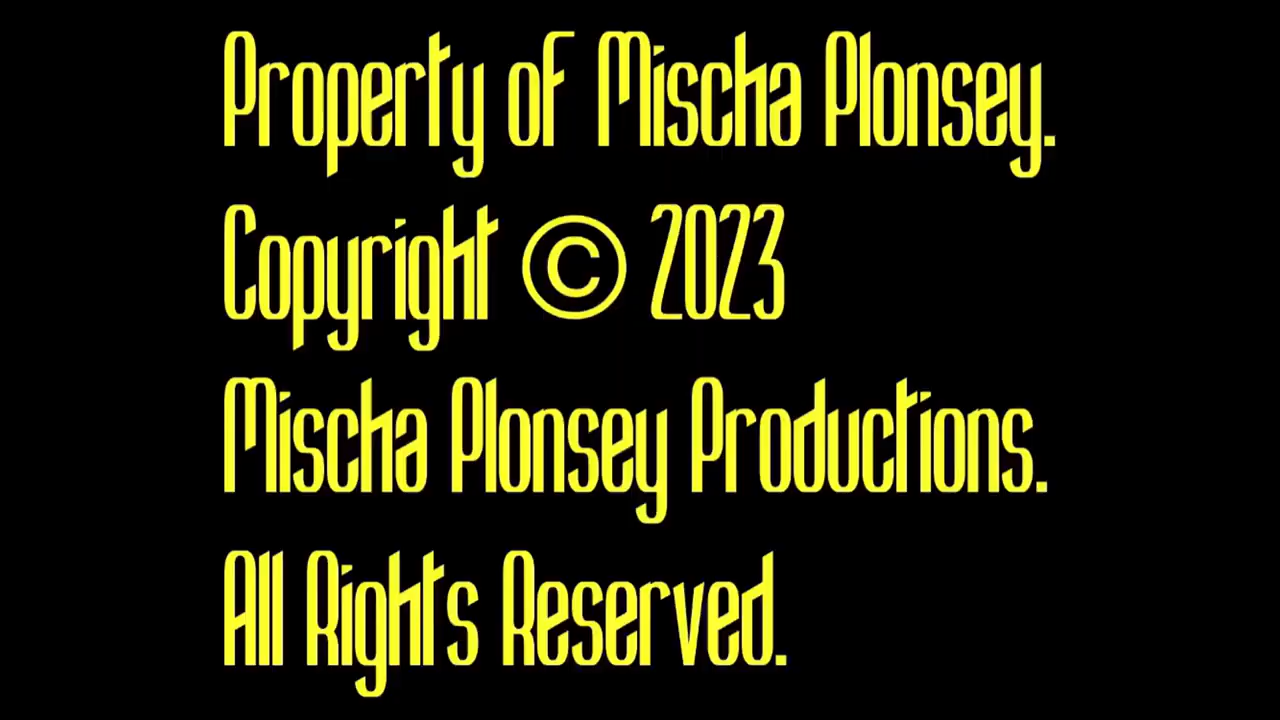 Property of Mischa Plonsey.
Copyright © 2023
Mischa Plonsey Productions.
All Rights Reserved.